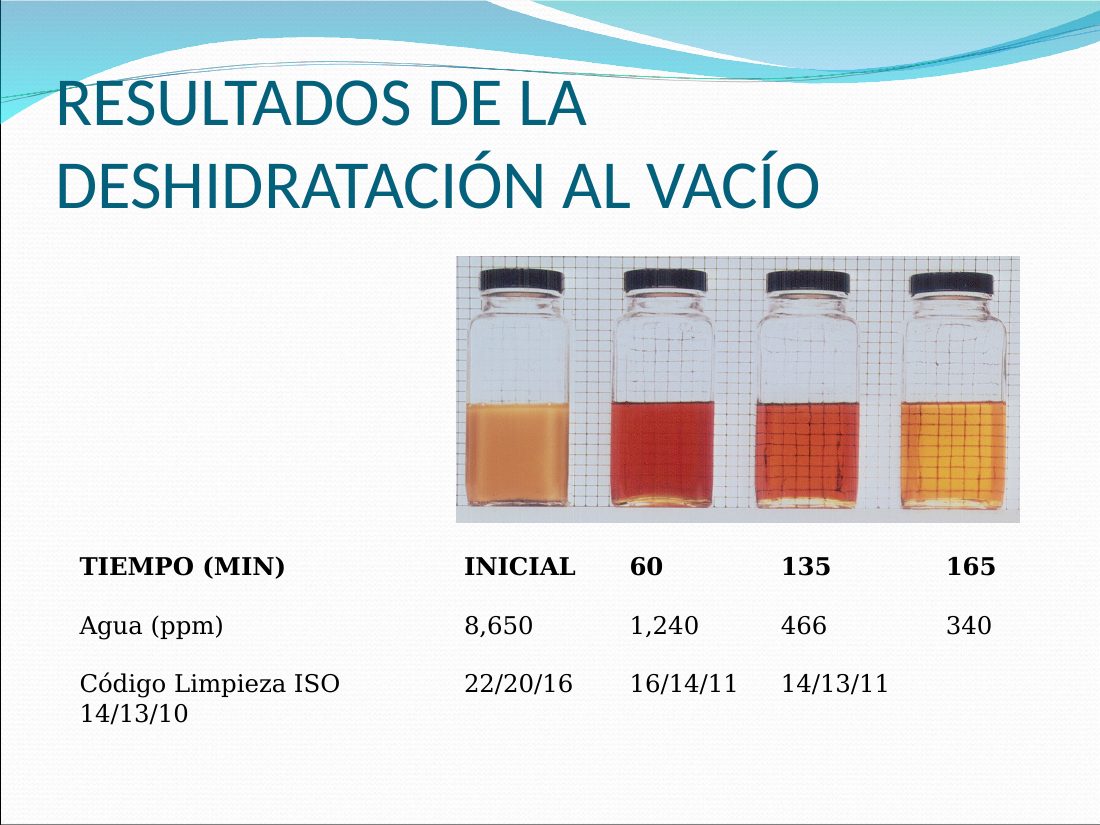 RESULTADOS DE LA
DESHIDRATACIÓN AL VACÍO
TIEMPO (MIN) INICIAL 60 135 165
Agua (ppm) 8,650 1,240 466 340
Código Limpieza ISO 22/20/16 16/14/11 14/13/11
14/13/10